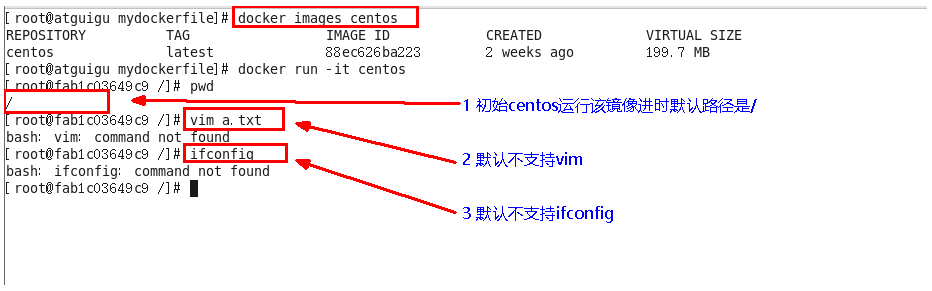 [root@atguigu mydockerfile]# docker images centos
REPOSITORY TAG IMAGE ID CREATED VIRTUAL SIZE
centos latest 88ec626ba223 2 weeks ago 199.7 MB
[root@atguigu mydockerfile]# docker run -it centos
[root@fab1c03649c9 /]# pwd
/
1 初始centos运行该镜像进时默认路径是/
[root@fab1c03649c9 /]# vim a.txt
bash: vim: command not found
[root@fab1c03649c9 /]# ifconfig
2 默认不支持vim
bash: ifconfig: command not found
[root@fab1c03649c9 /]#
3 默认不支持ifconfig